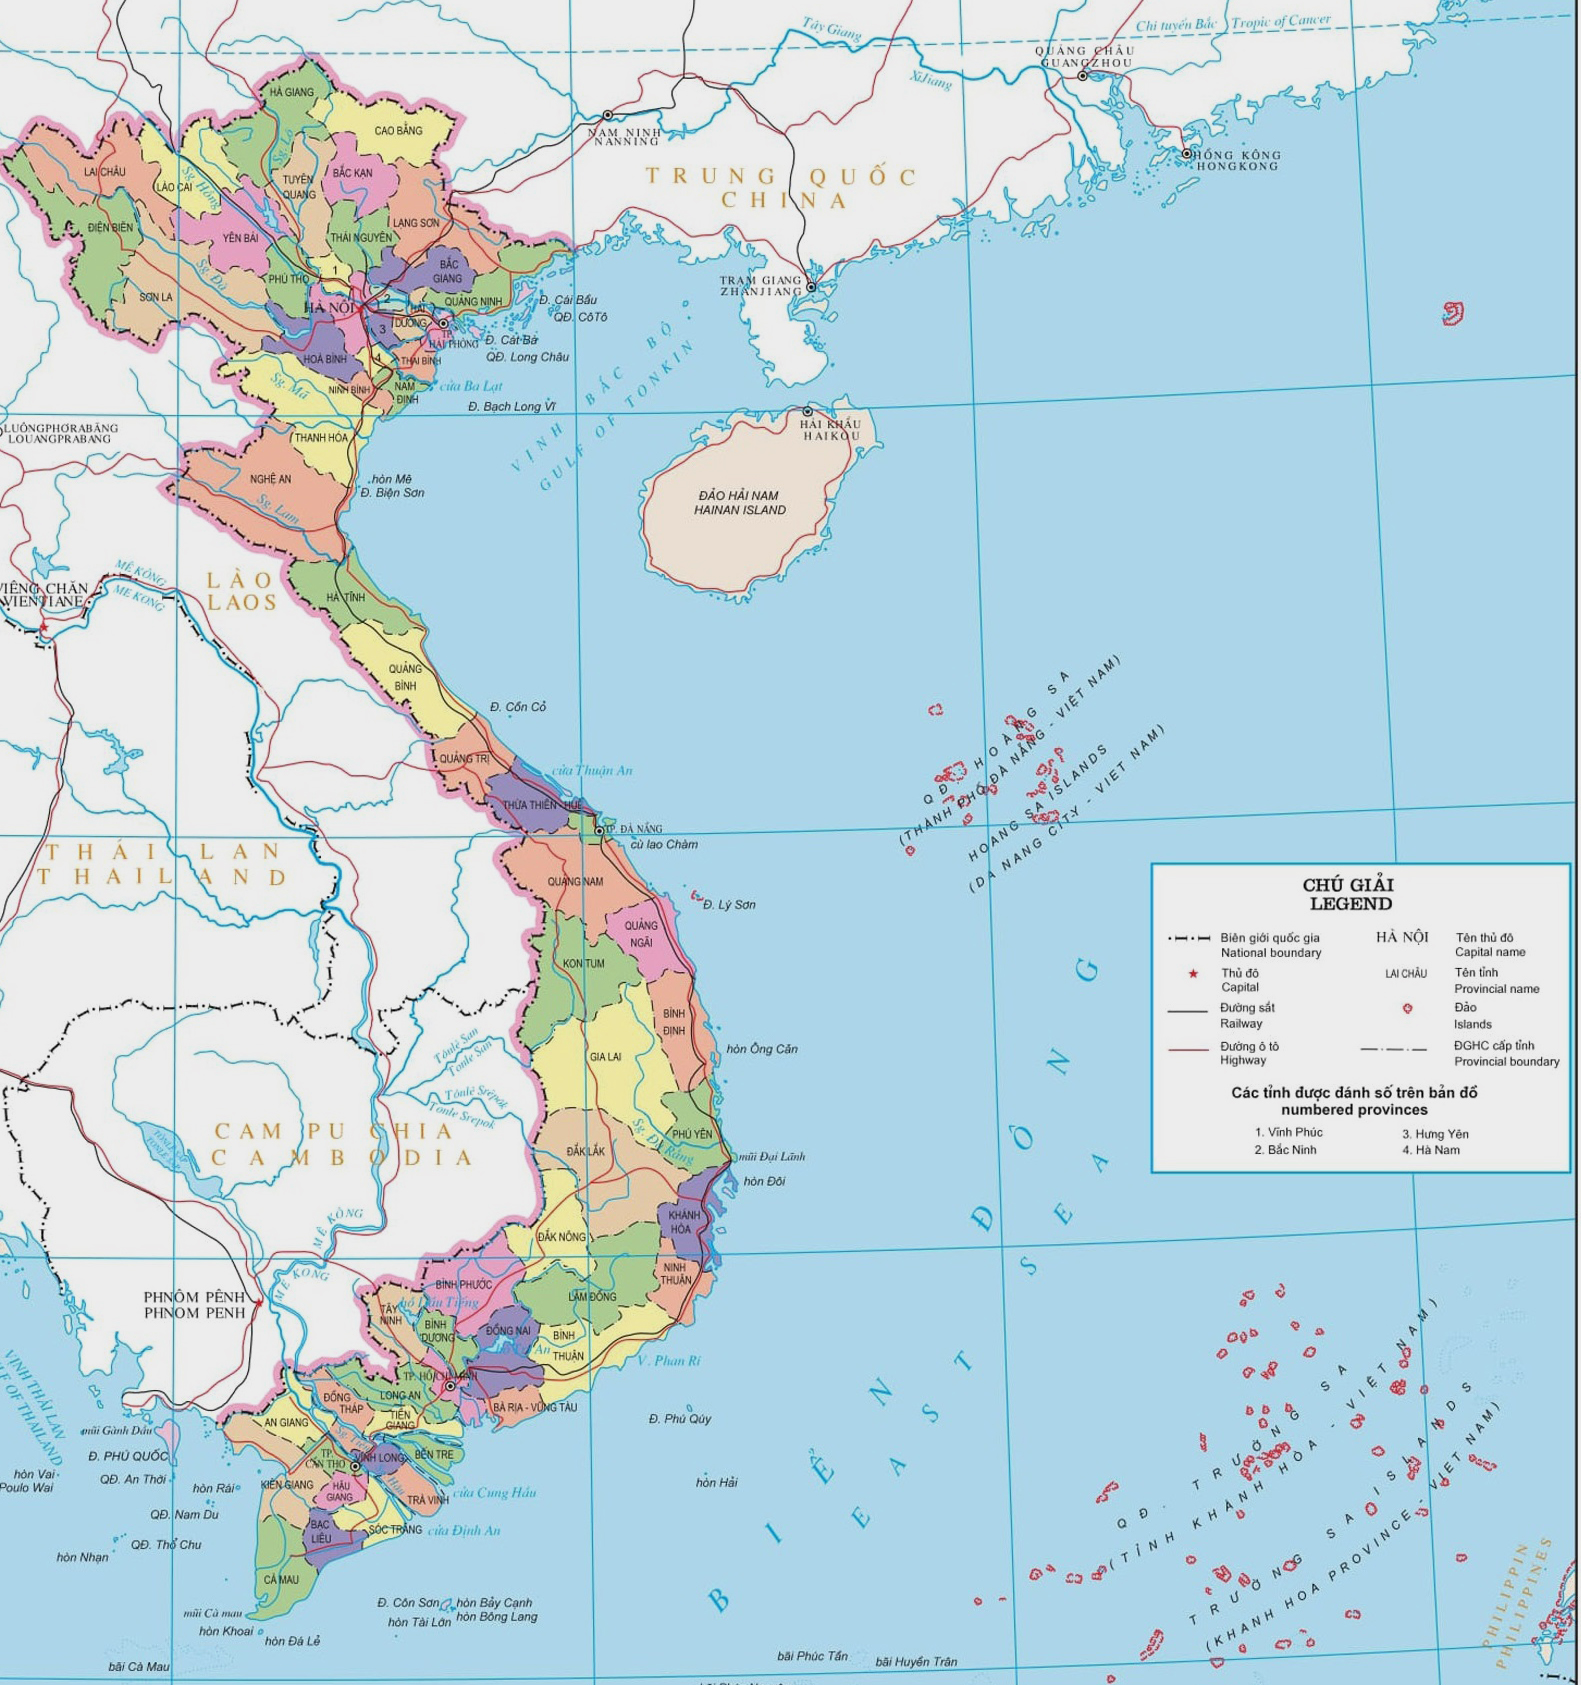 Chí tuyến Bắc
Tropic of Cancer
Tây Giang
XiJiang
QUẢNG CHÂU
GUANGZHOU
HỒNG KÔNG
HONGKONG
NAM NINH
NANNING
TRUNG QUỐC
CHINA
TRẠM GIANG
ZHANJIANG
HÀ GIANG
CAO BẰNG
LAI CHÂU
LÀO CAI
Sg. Hồng
Sg. Lô
TUYÊN
QUANG
BẮC KẠN
ĐIỆN BIÊN
YÊN BÁI
THÁI NGUYÊN
LẠNG SƠN
SƠN LA
Sg. Đà
PHÚ THỌ
1
BẮC
GIANG
QUẢNG NINH
HÀ NỘI
2
HẢI
DƯƠNG
3
TP.
HẢI PHÒNG
HOÀ BÌNH
4
THÁI BÌNH
NINH BÌNH
NAM
ĐỊNH
Đ. Cái Bầu
QĐ. CôTô
Đ. Cát Bà
QĐ. Long Châu
cửa Ba Lạt
Đ. Bạch Long Vĩ
VỊNH BẮC BỘ
GULF OF TONKIN
Sg. Mã
THANH HÓA
LUÔNGPHƠRABĂNG
LOUANGPRABANG
NGHỆ AN
Sg. Lam
hòn Mê
Đ. Biện Sơn
HẢI KHẨU
HAIKOU
ĐẢO HẢI NAM
HAINAN ISLAND
VIÊNG CHĂN
VIENTIANE
MÊ KÔNG
ME KONG
LÀO
LAOS
HÀ TĨNH
QUẢNG
BÌNH
Đ. Cồn Cỏ
QUẢNG TRỊ
cửa Thuận An
THỪA THIÊN - HUẾ
TP. ĐÀ NẴNG
cù lao Chàm
QĐ. HOÀNG SA
(THÀNH PHỐ ĐÀ NẴNG - VIỆT NAM)
HOANG SA ISLANDS
(DA NANG CITY - VIET NAM)
THÁI LAN
THAILAND
QUẢNG NAM
Đ. Lý Sơn
QUẢNG
NGÃI
KON TUM
BÌNH
ĐỊNH
GIA LAI
hòn Ông Căn
Tônlê San
Tonle San
Tônlê Srêpôk
Tonle Srepok
CAM PU CHIA
CAMBODIA
PHÚ YÊN
Sg. Đà Rằng
ĐẮK LẮK
mũi Đại Lãnh
hòn Đôi
KHÁNH
HÒA
ĐẮK NÔNG
MÊ KÔNG
ME KONG
PHNÔM PÊNH
PHNOM PENH
NINH
THUẬN
LÂM ĐỒNG
BÌNH PHƯỚC
hồ Dầu Tiếng
TÂY
NINH
BÌNH
DƯƠNG
ĐỒNG NAI
BÌNH
THUẬN
V. Phan Rí
TP. HỒ CHÍ MINH
LONG AN
ĐỒNG
THÁP
TIỀN
GIANG
BÀ RỊA - VŨNG TÀU
AN GIANG
Sg. Tiền
BẾN TRE
VĨNH LONG
TP.
CẦN THƠ
KIÊN GIANG
HẬU
GIANG
TRÀ VINH
cửa Cung Hầu
SÓC TRĂNG
cửa Định An
BẠC
LIÊU
CÀ MAU
VỊNH THÁI LAN
GULF OF THAILAND
mũi Gành Dầu
Đ. PHÚ QUỐC
QĐ. An Thới
hòn Vai
Poulo Wai
hòn Rái
QĐ. Nam Du
QĐ. Thổ Chu
hòn Nhạn
mũi Cà mau
hòn Khoai
hòn Đá Lẻ
bãi Cà Mau
Đ. Côn Sơn
hòn Bảy Cạnh
hòn Tài Lớn
hòn Bông Lang
Đ. Phú Qúy
hòn Hải
bãi Phúc Tần
bãi Huyền Trân
BIỂN ĐÔNG
EAST SEA
QĐ. TRƯỜNG SA
(TỈNH KHÁNH HÒA - VIỆT NAM)
TRUONG SA ISLANDS
(KHANH HOA PROVINCE - VIET NAM)
PHILIPPIN
PHILIPPINES
CHÚ GIẢI
LEGEND
Biên giới quốc gia
National boundary
HÀ NỘI
Tên thủ đô
Capital name
Thủ đô
Capital
LAI CHÂU
Tên tỉnh
Provincial name
Đường sắt
Railway
Đảo
Islands
Đường ô tô
Highway
ĐGHC cấp tỉnh
Provincial boundary
Các tỉnh được đánh số trên bản đồ
numbered provinces
1. Vĩnh Phúc
3. Hưng Yên
2. Bắc Ninh
4. Hà Nam